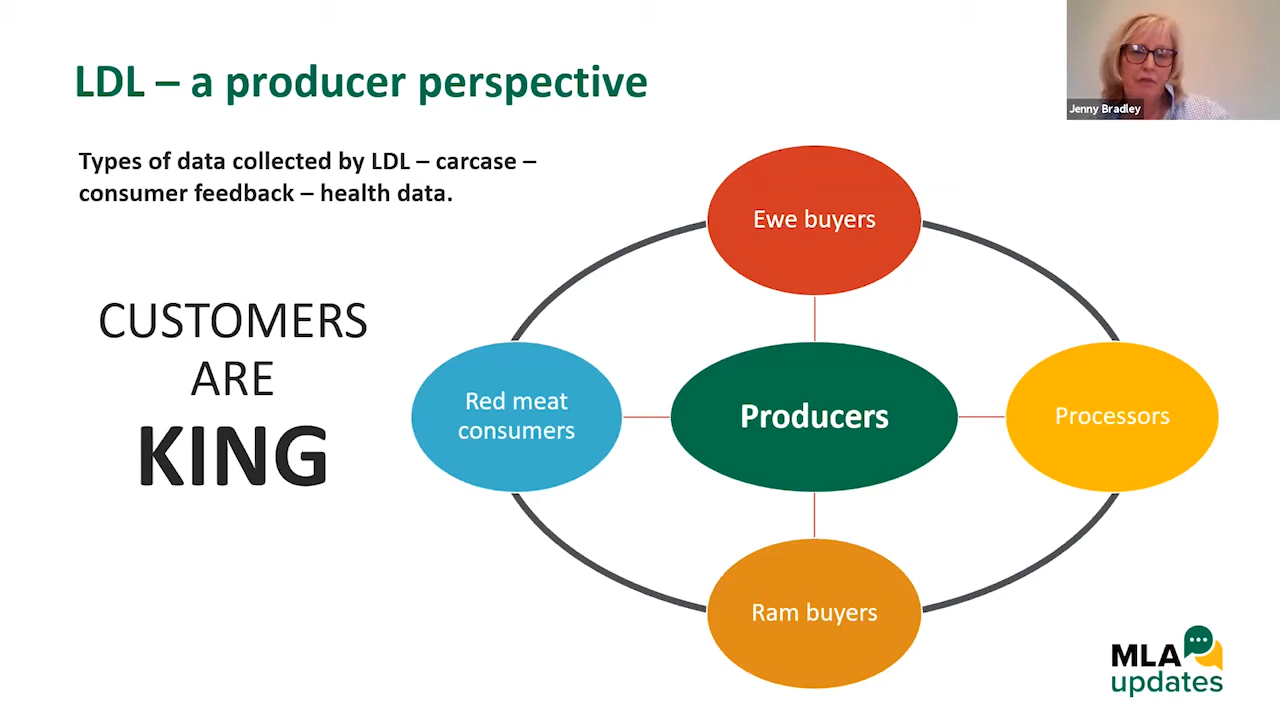 LDL – a producer perspective
Jenny Bradley
Types of data collected by LDL – carcase –
consumer feedback – health data.
CUSTOMERS
ARE
KING
Ewe buyers
Red meat
consumers
Producers
Processors
Ram buyers
MLA
updates